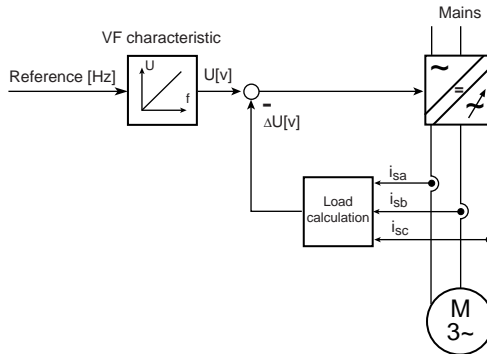 Mains
VF characteristic
Reference [Hz]
U
f
U[v]
~
=
~
−
ΔU[v]
Load
calculation
isa
isb
isc
M
3~